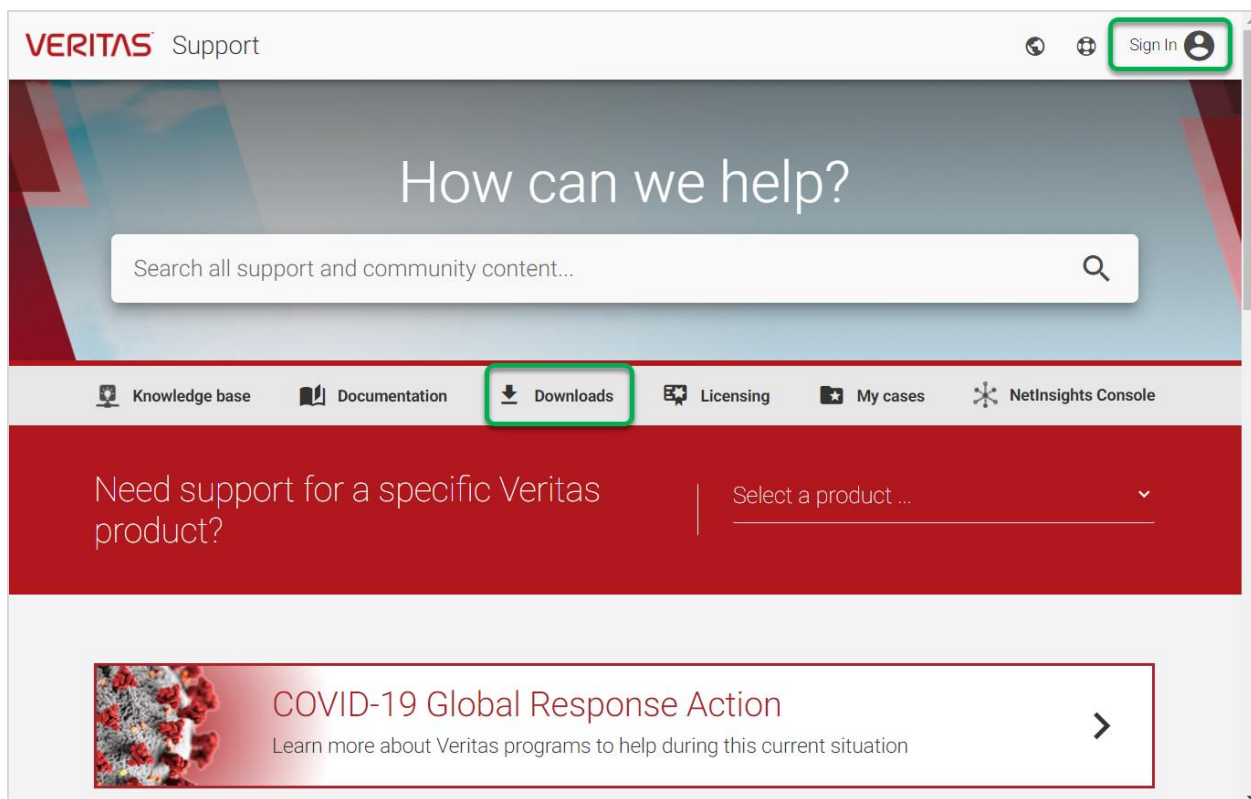 VERITAS Support
Sign In
How can we help?
Search all support and community content...
Knowledge base
Documentation
Downloads
Licensing
My cases
NetInsights Console
Need support for a specific Veritas
product?
Select a product ...
COVID-19 Global Response Action
Learn more about Veritas programs to help during this current situation